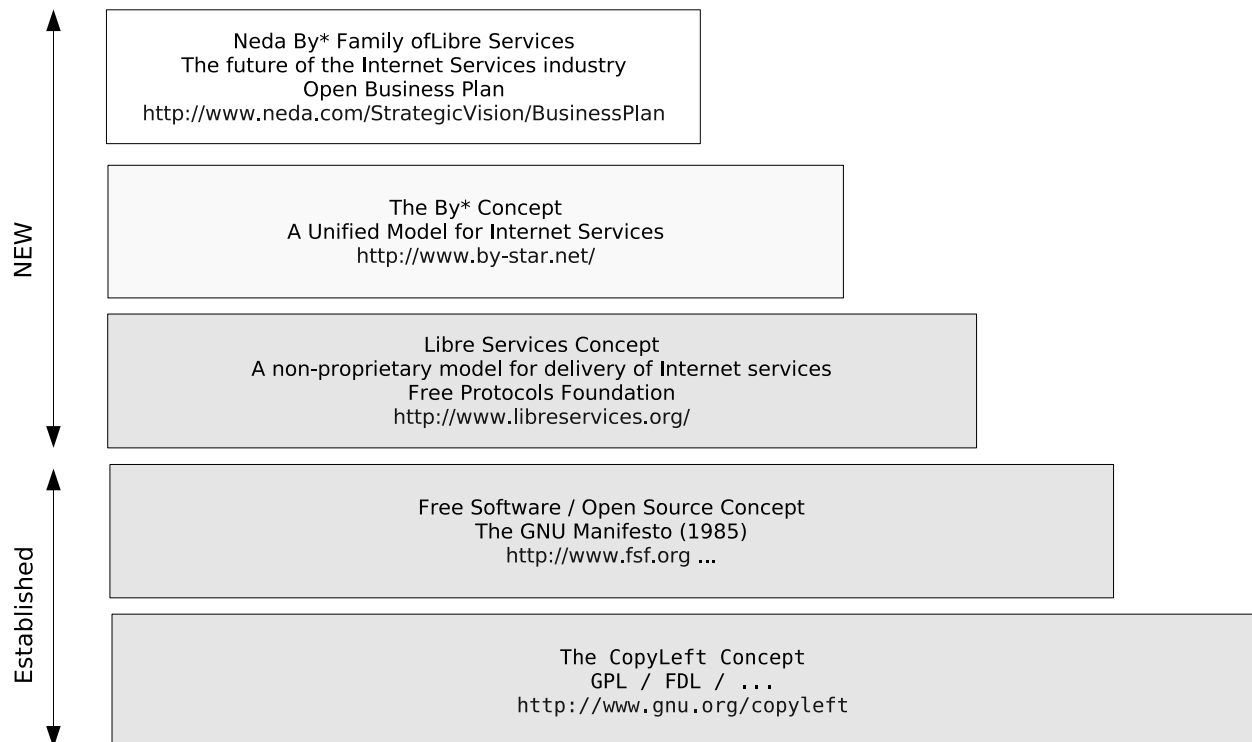 Neda By* Family ofLibre Services
The future of the Internet Services industry
Open Business Plan
http://www.neda.com/StrategicVision/BusinessPlan
NEW
The By* Concept
A Unified Model for Internet Services
http://www.by-star.net/
Libre Services Concept
A non-proprietary model for delivery of Internet services
Free Protocols Foundation
http://www.libreservices.org/
Established
Free Software / Open Source Concept
The GNU Manifesto (1985)
http://www.fsf.org ...
The CopyLeft Concept
GPL / FDL / ...
http://www.gnu.org/copyleft